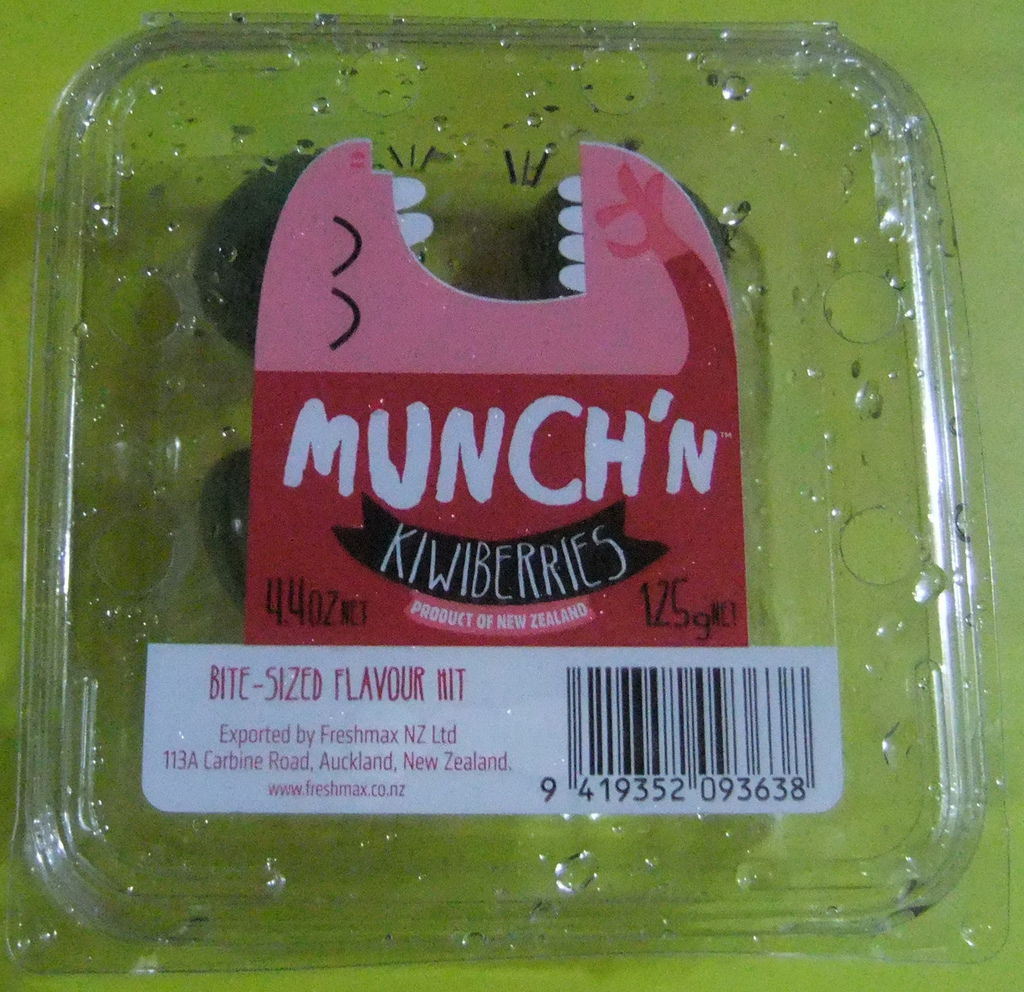 MUNCH'N™
KIWIBERRIES
PRODUCT OF NEW ZEALAND
4.4OZ NET
125g NET
BITE-SIZED FLAVOUR HIT
Exported by Freshmax NZ Ltd
113A Carbine Road, Auckland, New Zealand.
www.freshmax.co.nz
9 419352 093638